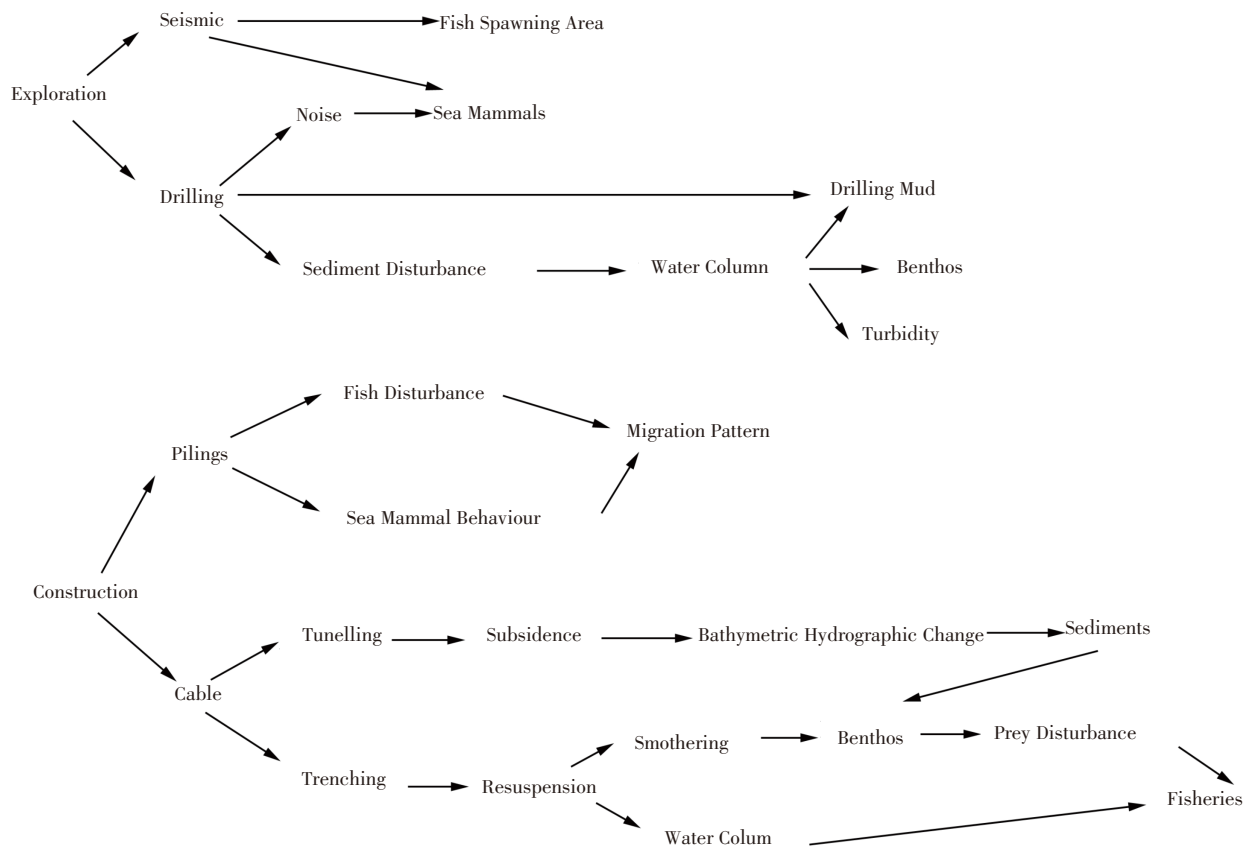 Seismic
Fish Spawning Area
Exploration
Noise
Sea Mammals
Drilling
Drilling Mud
Sediment Disturbance
Water Column
Benthos
Turbidity
Fish Disturbance
Migration Pattern
Pilings
Sea Mammal Behaviour
Construction
Tunelling
Subsidence
Bathymetric Hydrographic Change
Sediments
Cable
Smothering
Benthos
Prey Disturbance
Trenching
Resuspension
Fisheries
Water Colum